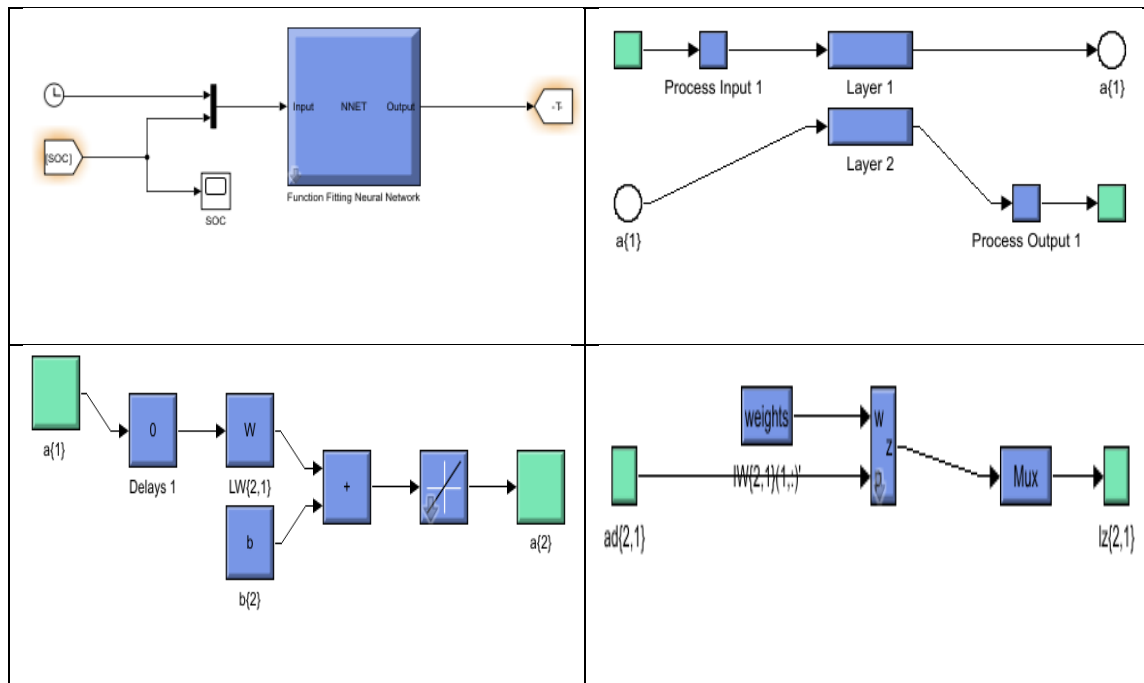 Input NNET Output
-T-
[SOC]
Function Fitting Neural Network
SOC
Process Input 1
Layer 1
a{1}
Layer 2
a{1}
Process Output 1
a{1}
0
Delays 1
W
LW{2,1}
b
b{2}
+
a{2}
weights
w
z
IW{2,1}(1,:)'
Mux
ad{2,1}
lz{2,1}